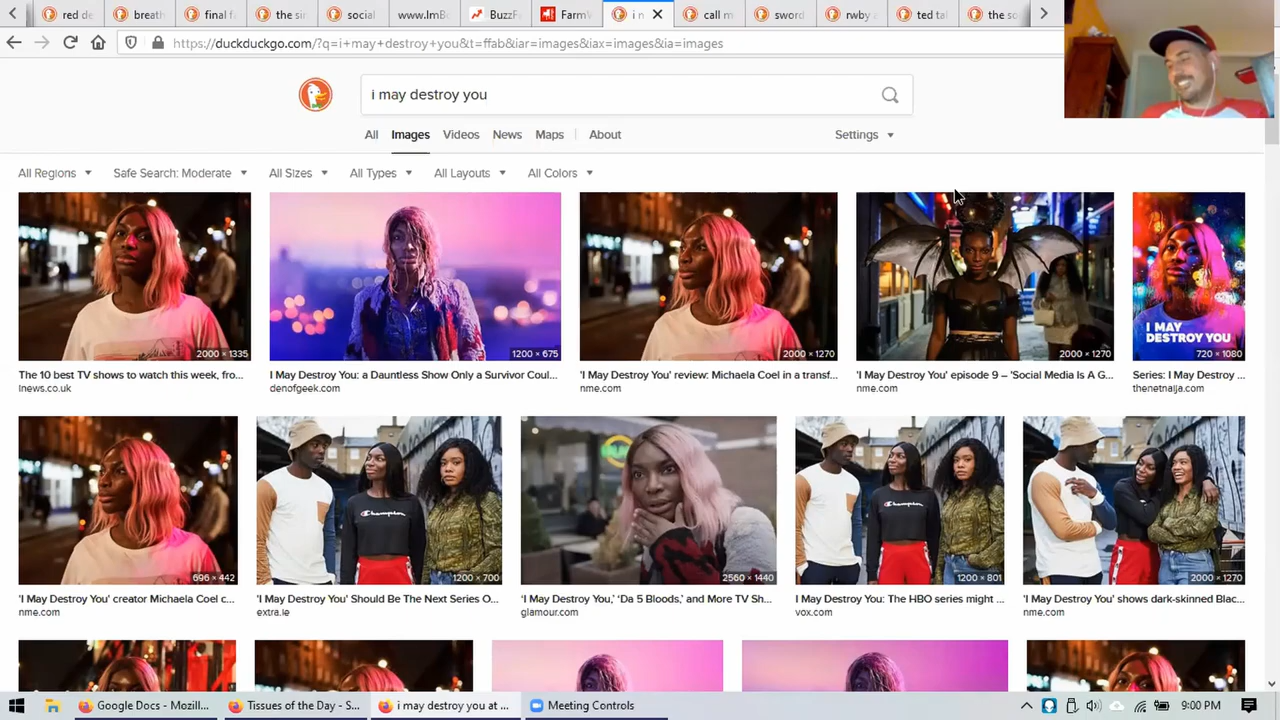 red de
breath
final f
the sin
social
www.ImBo
BuzzF
FarmV
i n
call m
sword
rwby a
ted tal
the so
https://duckduckgo.com/?q=i+may+destroy+you&t=ffab&iar=images&iax=images&ia=images
i may destroy you
All Images Videos News Maps About Settings
All Regions Safe Search: Moderate All Sizes All Types All Layouts All Colors
2000 × 1335 1200 × 675 2000 × 1270 2000 × 1270 I MAY DESTROY YOU 720 × 1080
The 10 best TV shows to watch this week, fro... I May Destroy You: a Dauntless Show Only a Survivor Coul... 'I May Destroy You' review: Michaela Coel in a transf... 'I May Destroy You' episode 9 – 'Social Media Is A G... Series: I May Destroy ...
inews.co.uk denofgeek.com nme.com nme.com thenetnaija.com
696 × 442 Champion 1200 × 700 2560 × 1440 Champion 1200 × 801 2000 × 1270
'I May Destroy You' creator Michaela Coel c... 'I May Destroy You' Should Be The Next Series O... 'I May Destroy You,' 'Da 5 Bloods,' and More TV Sh... I May Destroy You: The HBO series might ... 'I May Destroy You' shows dark-skinned Blac...
nme.com extra.ie glamour.com vox.com nme.com
Google Docs - Mozill... Tissues of the Day - S... i may destroy you at ... Meeting Controls 9:00 PM